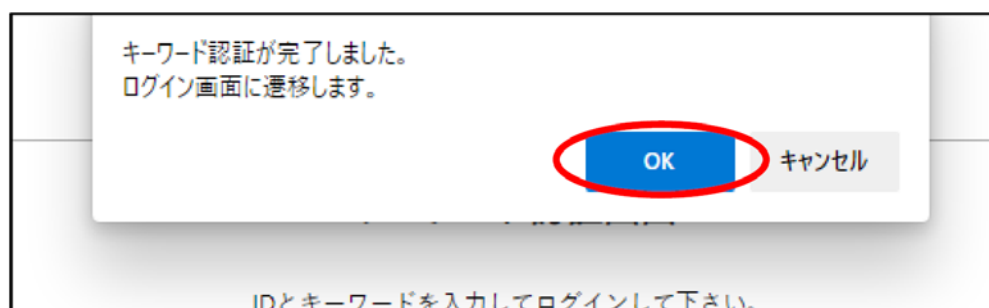 キーワード認証が完了しました。
ログイン画面に遷移します。
OK
キャンセル
IDとキーワードを入力してログインして下さい。